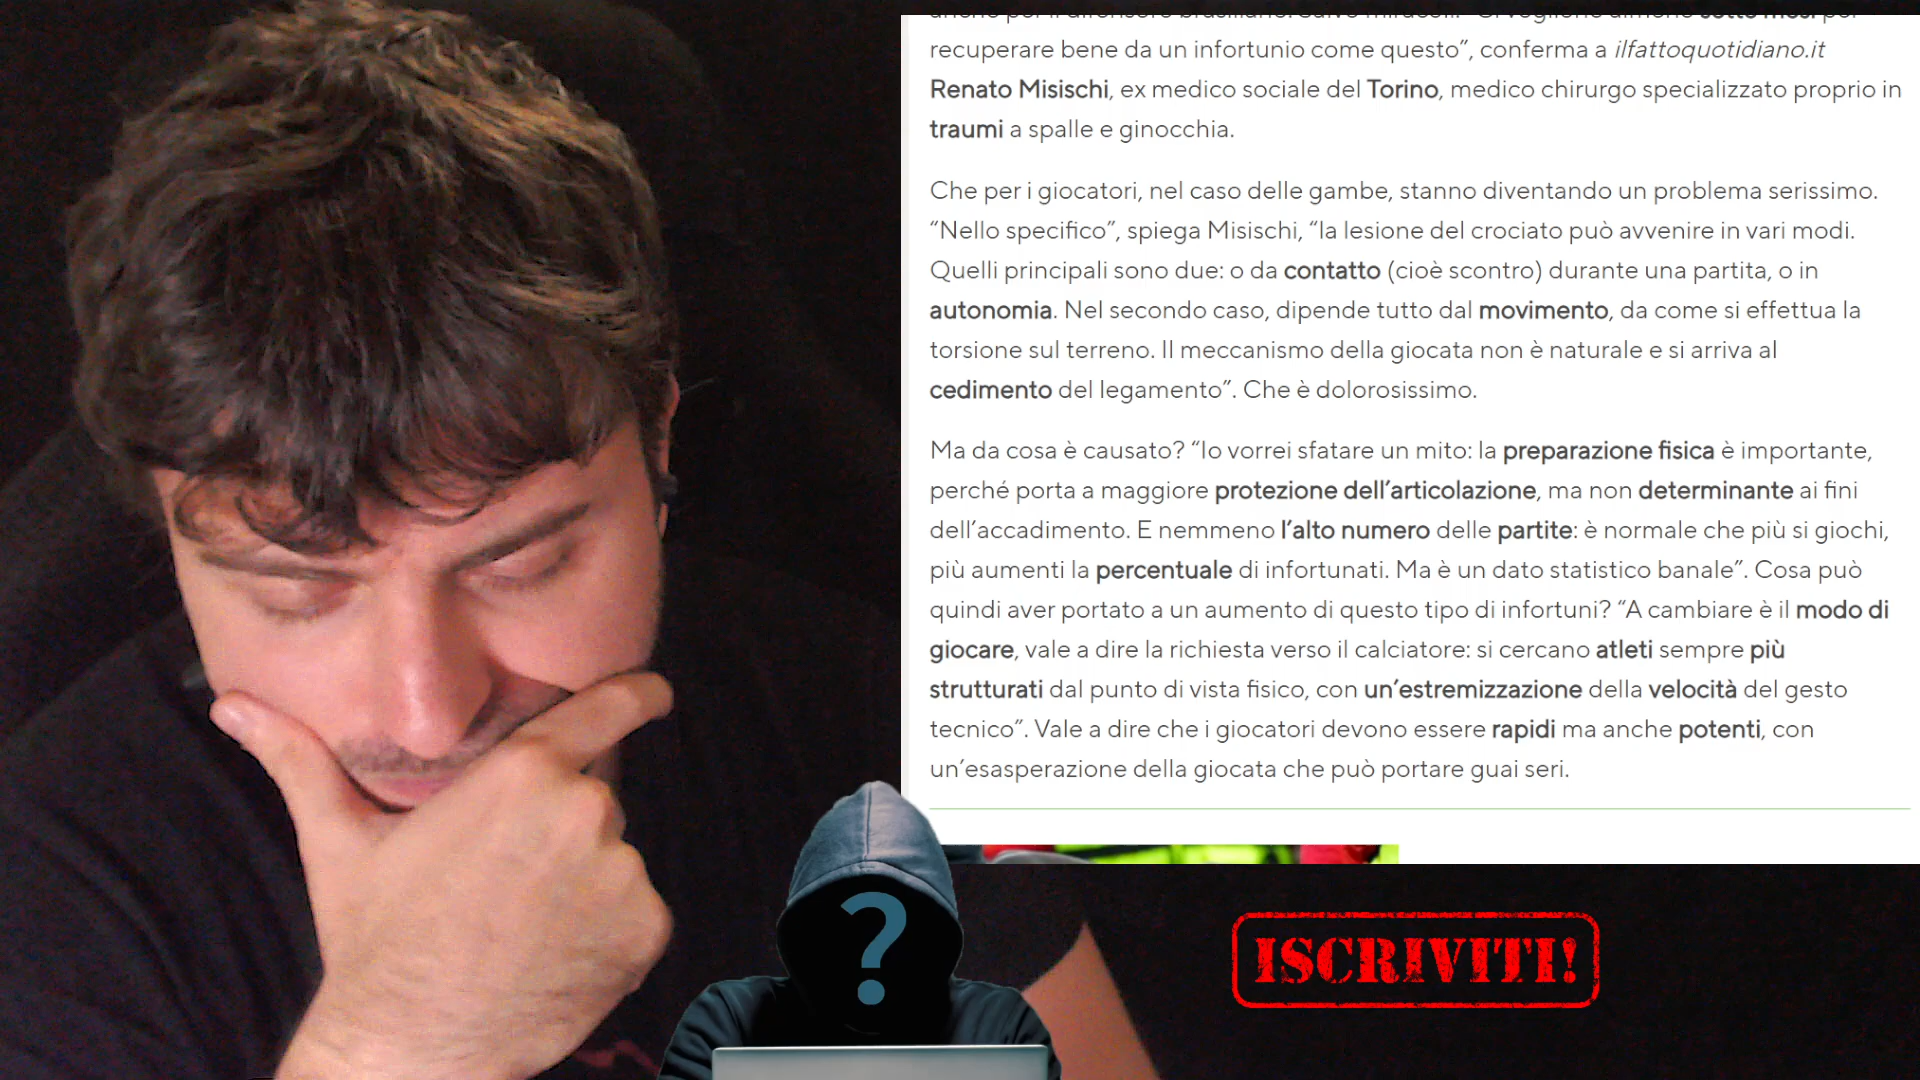 recuperare bene da un infortunio come questo”, conferma a ilfattoquotidiano.it
Renato Misischi, ex medico sociale del Torino, medico chirurgo specializzato proprio in
traumi a spalle e ginocchia.
Che per i giocatori, nel caso delle gambe, stanno diventando un problema serissimo.
“Nello specifico”, spiega Misischi, “la lesione del crociato può avvenire in vari modi.
Quelli principali sono due: o da contatto (cioè scontro) durante una partita, o in
autonomia. Nel secondo caso, dipende tutto dal movimento, da come si effettua la
torsione sul terreno. Il meccanismo della giocata non è naturale e si arriva al
cedimento del legamento”. Che è dolorosissimo.
Ma da cosa è causato? “Io vorrei sfatare un mito: la preparazione fisica è importante,
perché porta a maggiore protezione dell’articolazione, ma non determinante ai fini
dell’accadimento. E nemmeno l’alto numero delle partite: è normale che più si giochi,
più aumenti la percentuale di infortunati. Ma è un dato statistico banale”. Cosa può
quindi aver portato a un aumento di questo tipo di infortuni? “A cambiare è il modo di
giocare, vale a dire la richiesta verso il calciatore: si cercano atleti sempre più
strutturati dal punto di vista fisico, con un’estremizzazione della velocità del gesto
tecnico”. Vale a dire che i giocatori devono essere rapidi ma anche potenti, con
un’esasperazione della giocata che può portare guai seri.
?
ISCRIVITI!